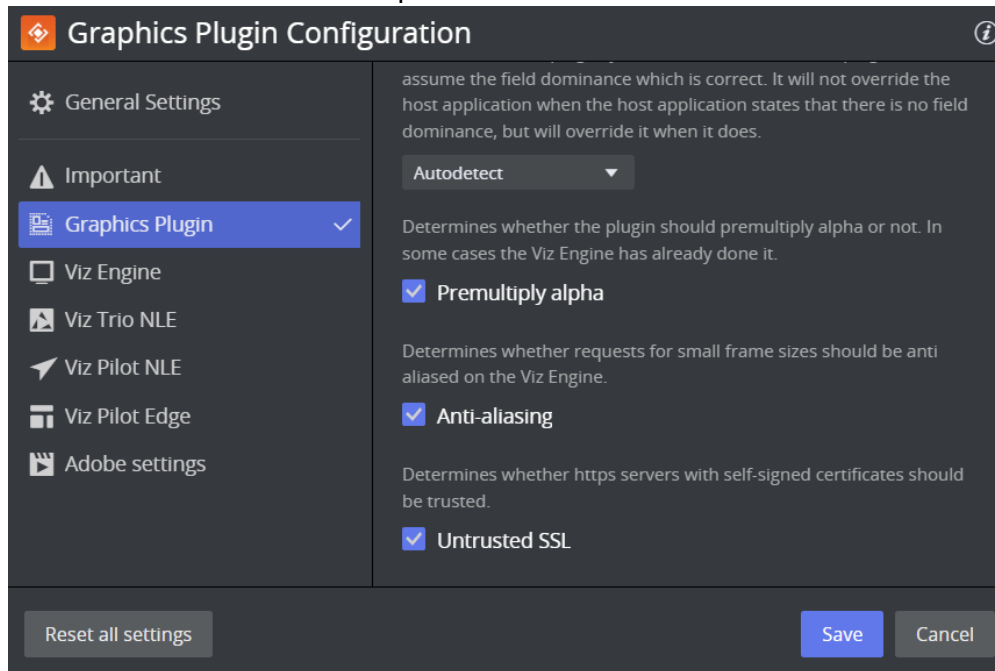 Graphics Plugin Configuration
General Settings
Important
Graphics Plugin
Viz Engine
Viz Trio NLE
Viz Pilot NLE
Viz Pilot Edge
Adobe settings
assume the field dominance which is correct. It will not override the
host application when the host application states that there is no field
dominance, but will override it when it does.
Autodetect
Determines whether the plugin should premultiply alpha or not. In
some cases the Viz Engine has already done it.
Premultiply alpha
Determines whether requests for small frame sizes should be anti
aliased on the Viz Engine.
Anti-aliasing
Determines whether https servers with self-signed certificates should
be trusted.
Untrusted SSL
Reset all settings
Save
Cancel